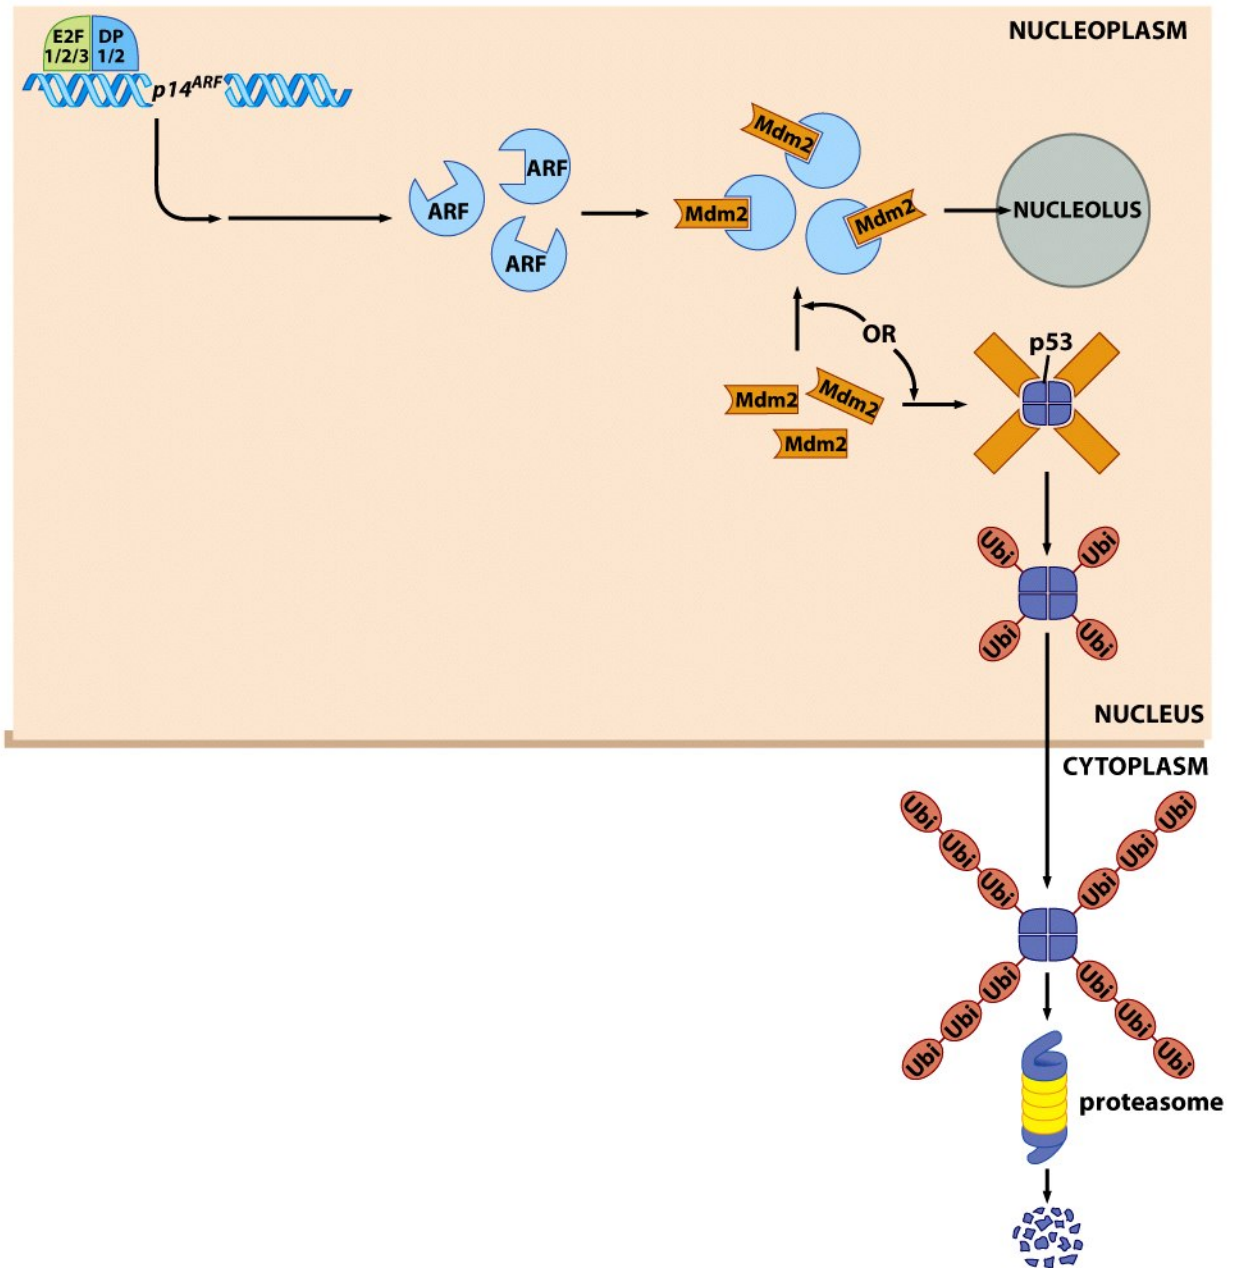 NUCLEOPLASM
E2F DP
1/2/3 1/2
p14ARF
Mdm2
ARF
ARF
Mdm2
Mdm2
NUCLEOLUS
ARF
OR
p53
Mdm2
Mdm2
Mdm2
Ubi
Ubi
Ubi
Ubi
NUCLEUS
CYTOPLASM
Ubi
Ubi
Ubi
Ubi
Ubi
Ubi
Ubi
Ubi
Ubi
Ubi
Ubi
Ubi
proteasome